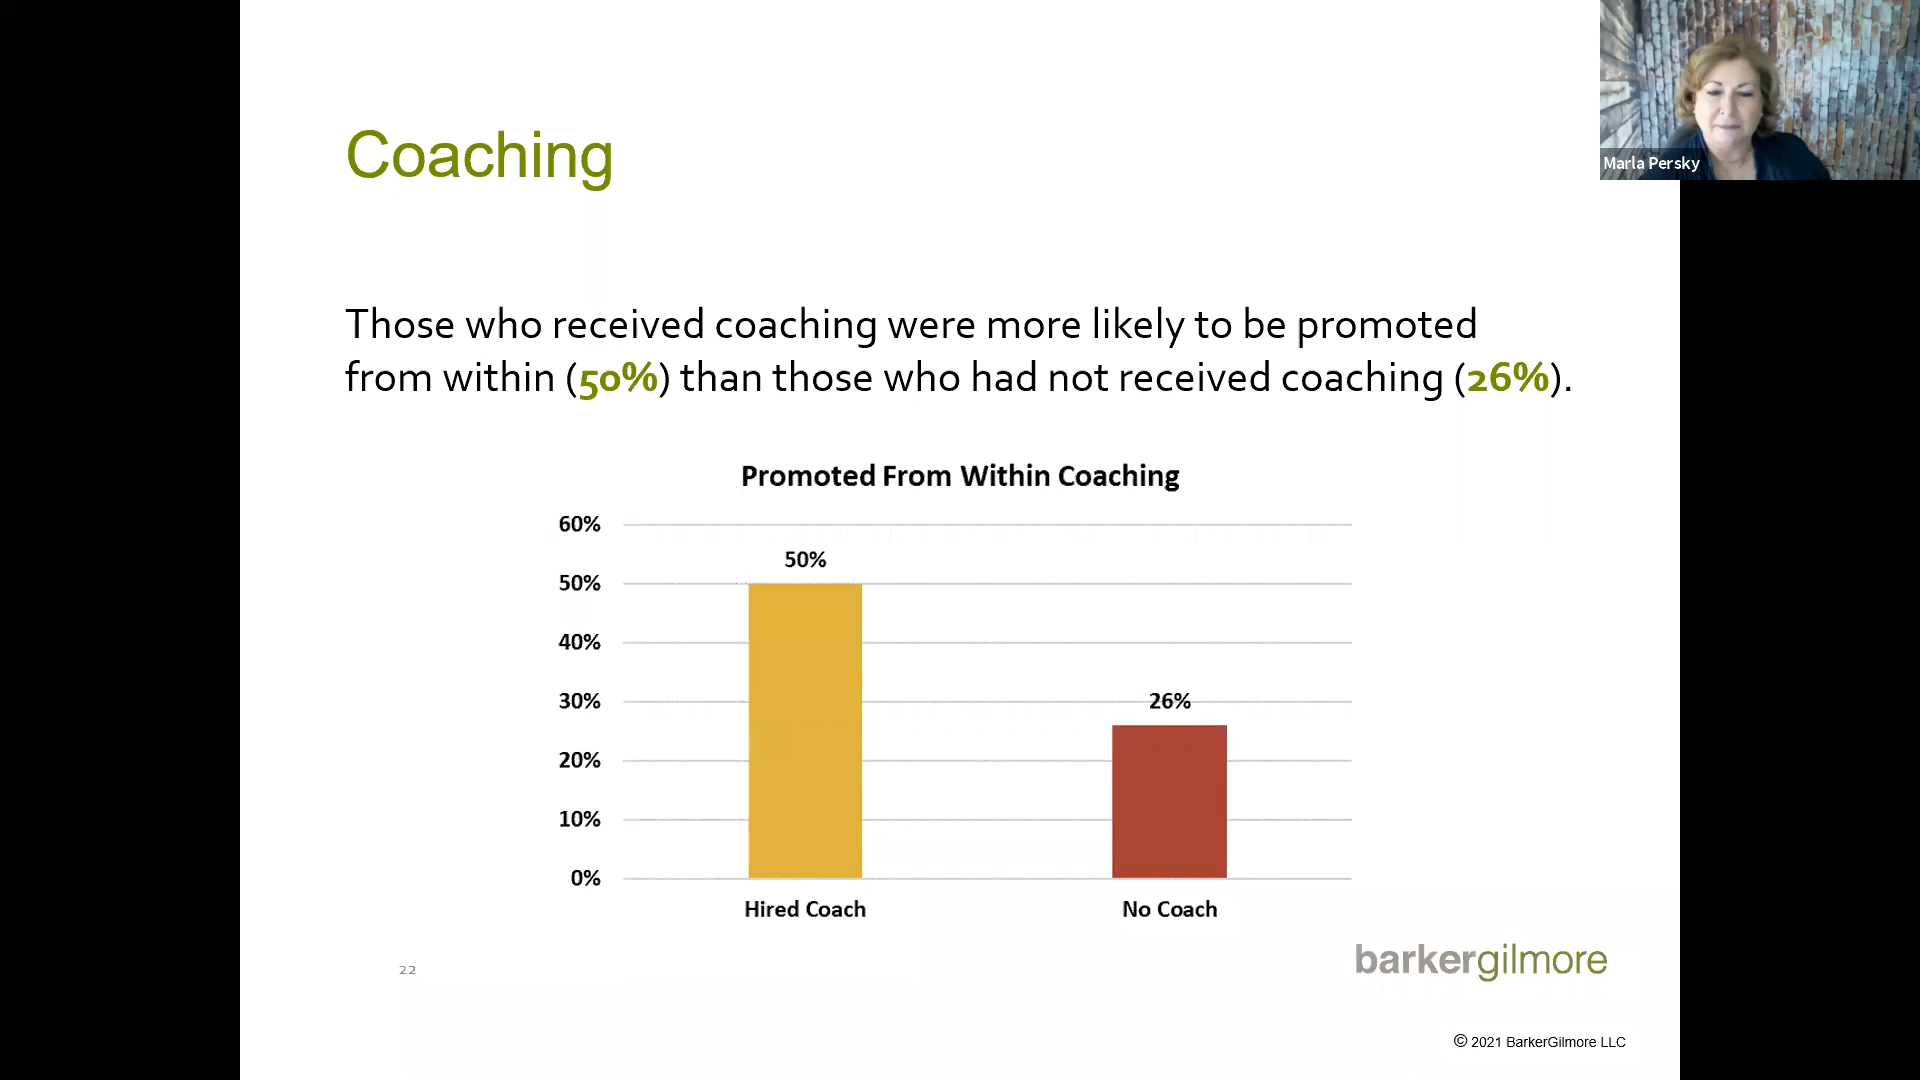 Coaching
Marla Persky
Those who received coaching were more likely to be promoted
from within (50%) than those who had not received coaching (26%).
Promoted From Within Coaching
60%
50%
50%
40%
30%
26%
20%
10%
0%
Hired Coach
No Coach
22
barkergilmore
© 2021 BarkerGilmore LLC